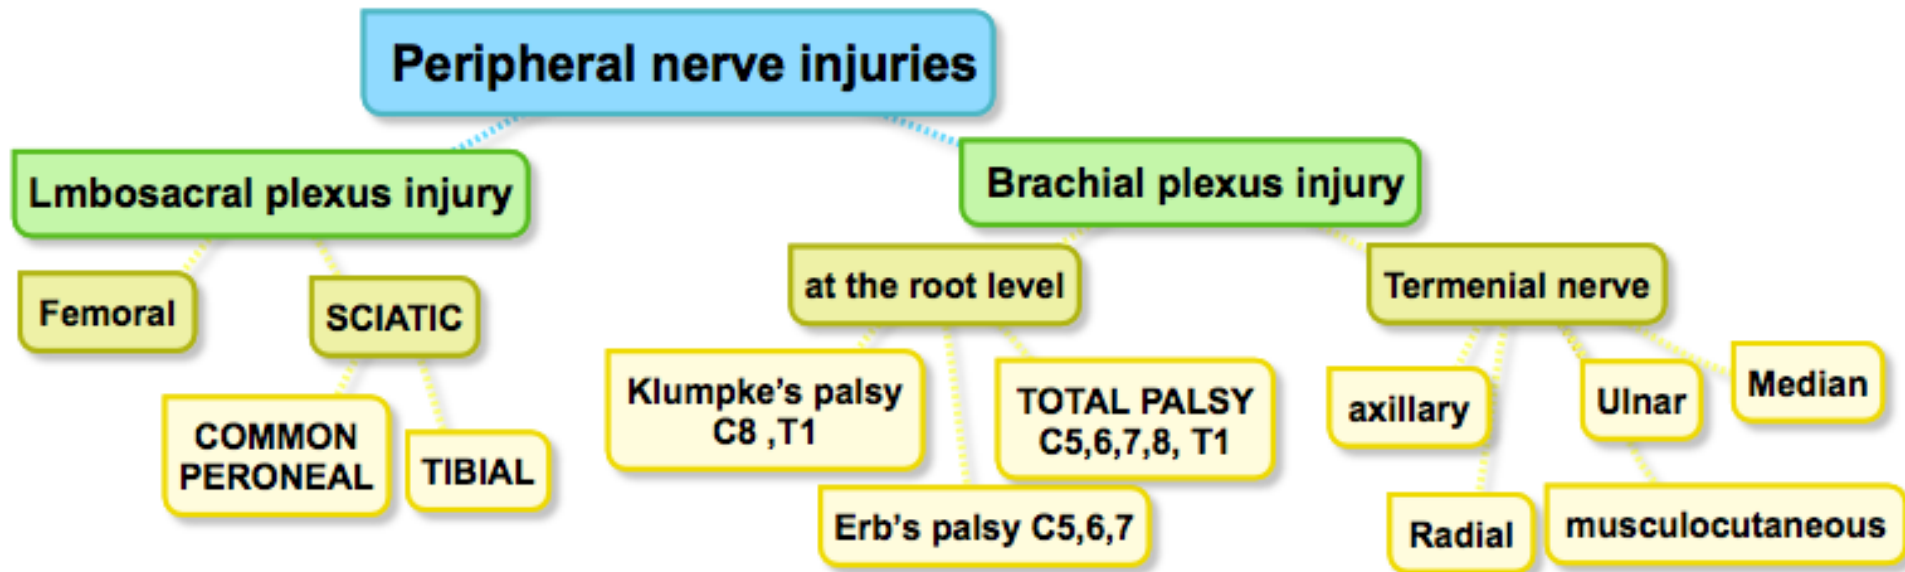 Peripheral nerve injuries
Lmbosacral plexus injury
Brachial plexus injury
Femoral
SCIATIC
at the root level
Termenial nerve
COMMON
PERONEAL
TIBIAL
Klumpke’s palsy
C8 ,T1
TOTAL PALSY
C5,6,7,8, T1
Erb’s palsy C5,6,7
axillary
Ulnar
Median
Radial
musculocutaneous